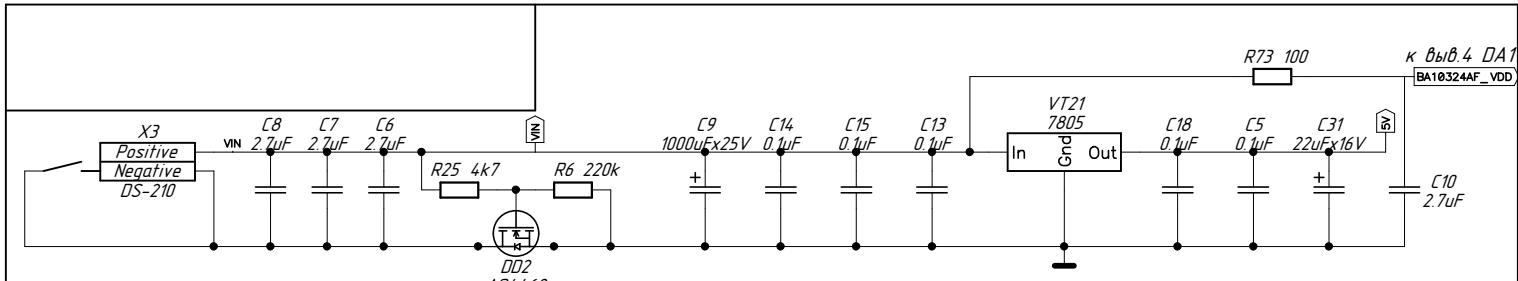 R73 100
к выв.4 DA1
BA10324AF_VDD
X3
Positive
Negative
DS-210
VIN
C8
2.7uF
C7
2.7uF
C6
2.7uF
VIN
R25 4k7
R6 220k
DD2
C9
1000uFx25V
C14
0.1uF
C15
0.1uF
C13
0.1uF
VT21
7805
In
Gnd
Out
C18
0.1uF
C5
0.1uF
C31
22uFx16V
5V
C10
2.7uF